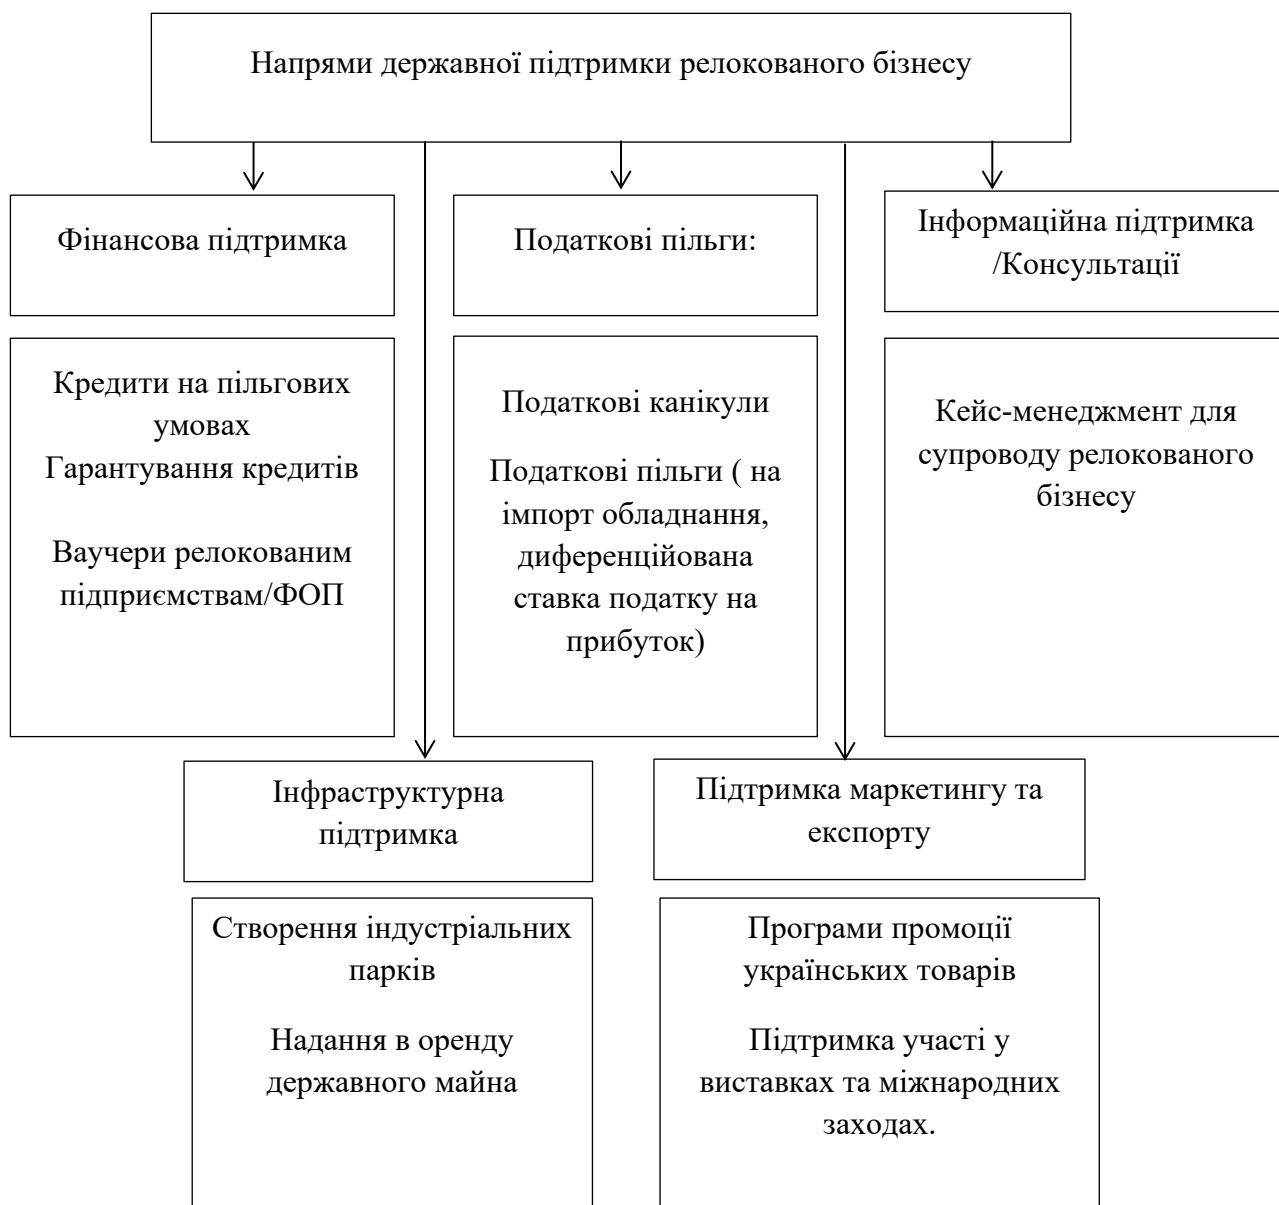 Напрями державної підтримки релокованого бізнесу
Фінансова підтримка
Податкові пільги:
Інформаційна підтримка
/Консультації
Кредити на пільгових
умовах
Гарантування кредитів
Ваучери релокованим
підприємствам/ФОП
Податкові канікули
Податкові пільги ( на
імпорт обладнання,
диференційована
ставка податку на
прибуток)
Кейс-менеджмент для
супроводу релокованого
бізнесу
Інфраструктурна
підтримка
Підтримка маркетингу та
експорту
Створення індустріальних
парків
Надання в оренду
державного майна
Програми промоції
українських товарів
Підтримка участі у
виставках та міжнародних
заходах.